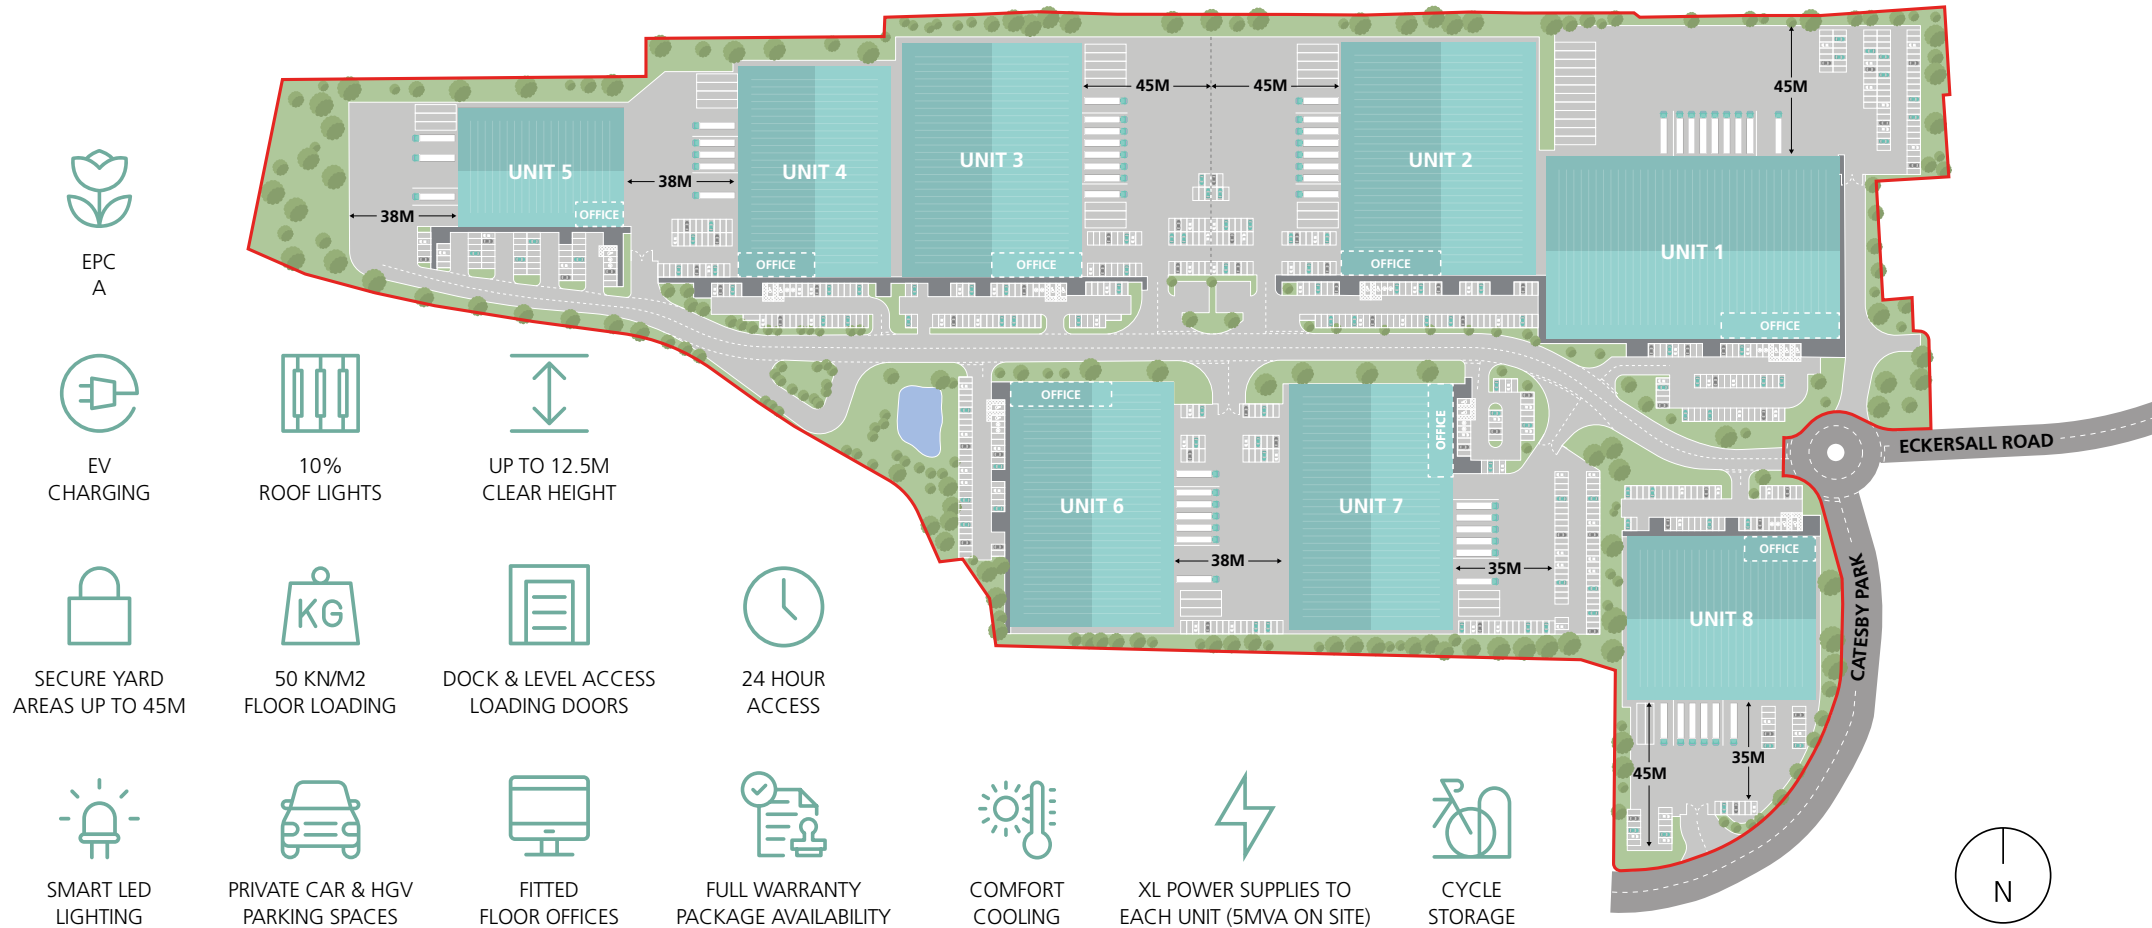 45M
45M
45M
UNIT 5
UNIT 4
UNIT 3
UNIT 2
UNIT 1
38M
38M
OFFICE
OFFICE
OFFICE
OFFICE
OFFICE
OFFICE
OFFICE
UNIT 6
UNIT 7
38M
35M
ECKERSALL ROAD
CATESBY PARK
OFFICE
UNIT 8
45M
35M
EPC
A
EV
CHARGING
10%
ROOF LIGHTS
UP TO 12.5M
CLEAR HEIGHT
KG
SECURE YARD
AREAS UP TO 45M
50 KN/M2
FLOOR LOADING
DOCK & LEVEL ACCESS
LOADING DOORS
24 HOUR
ACCESS
SMART LED
LIGHTING
PRIVATE CAR & HGV
PARKING SPACES
FITTED
FLOOR OFFICES
FULL WARRANTY
PACKAGE AVAILABILITY
COMFORT
COOLING
XL POWER SUPPLIES TO
EACH UNIT (5MVA ON SITE)
CYCLE
STORAGE
N